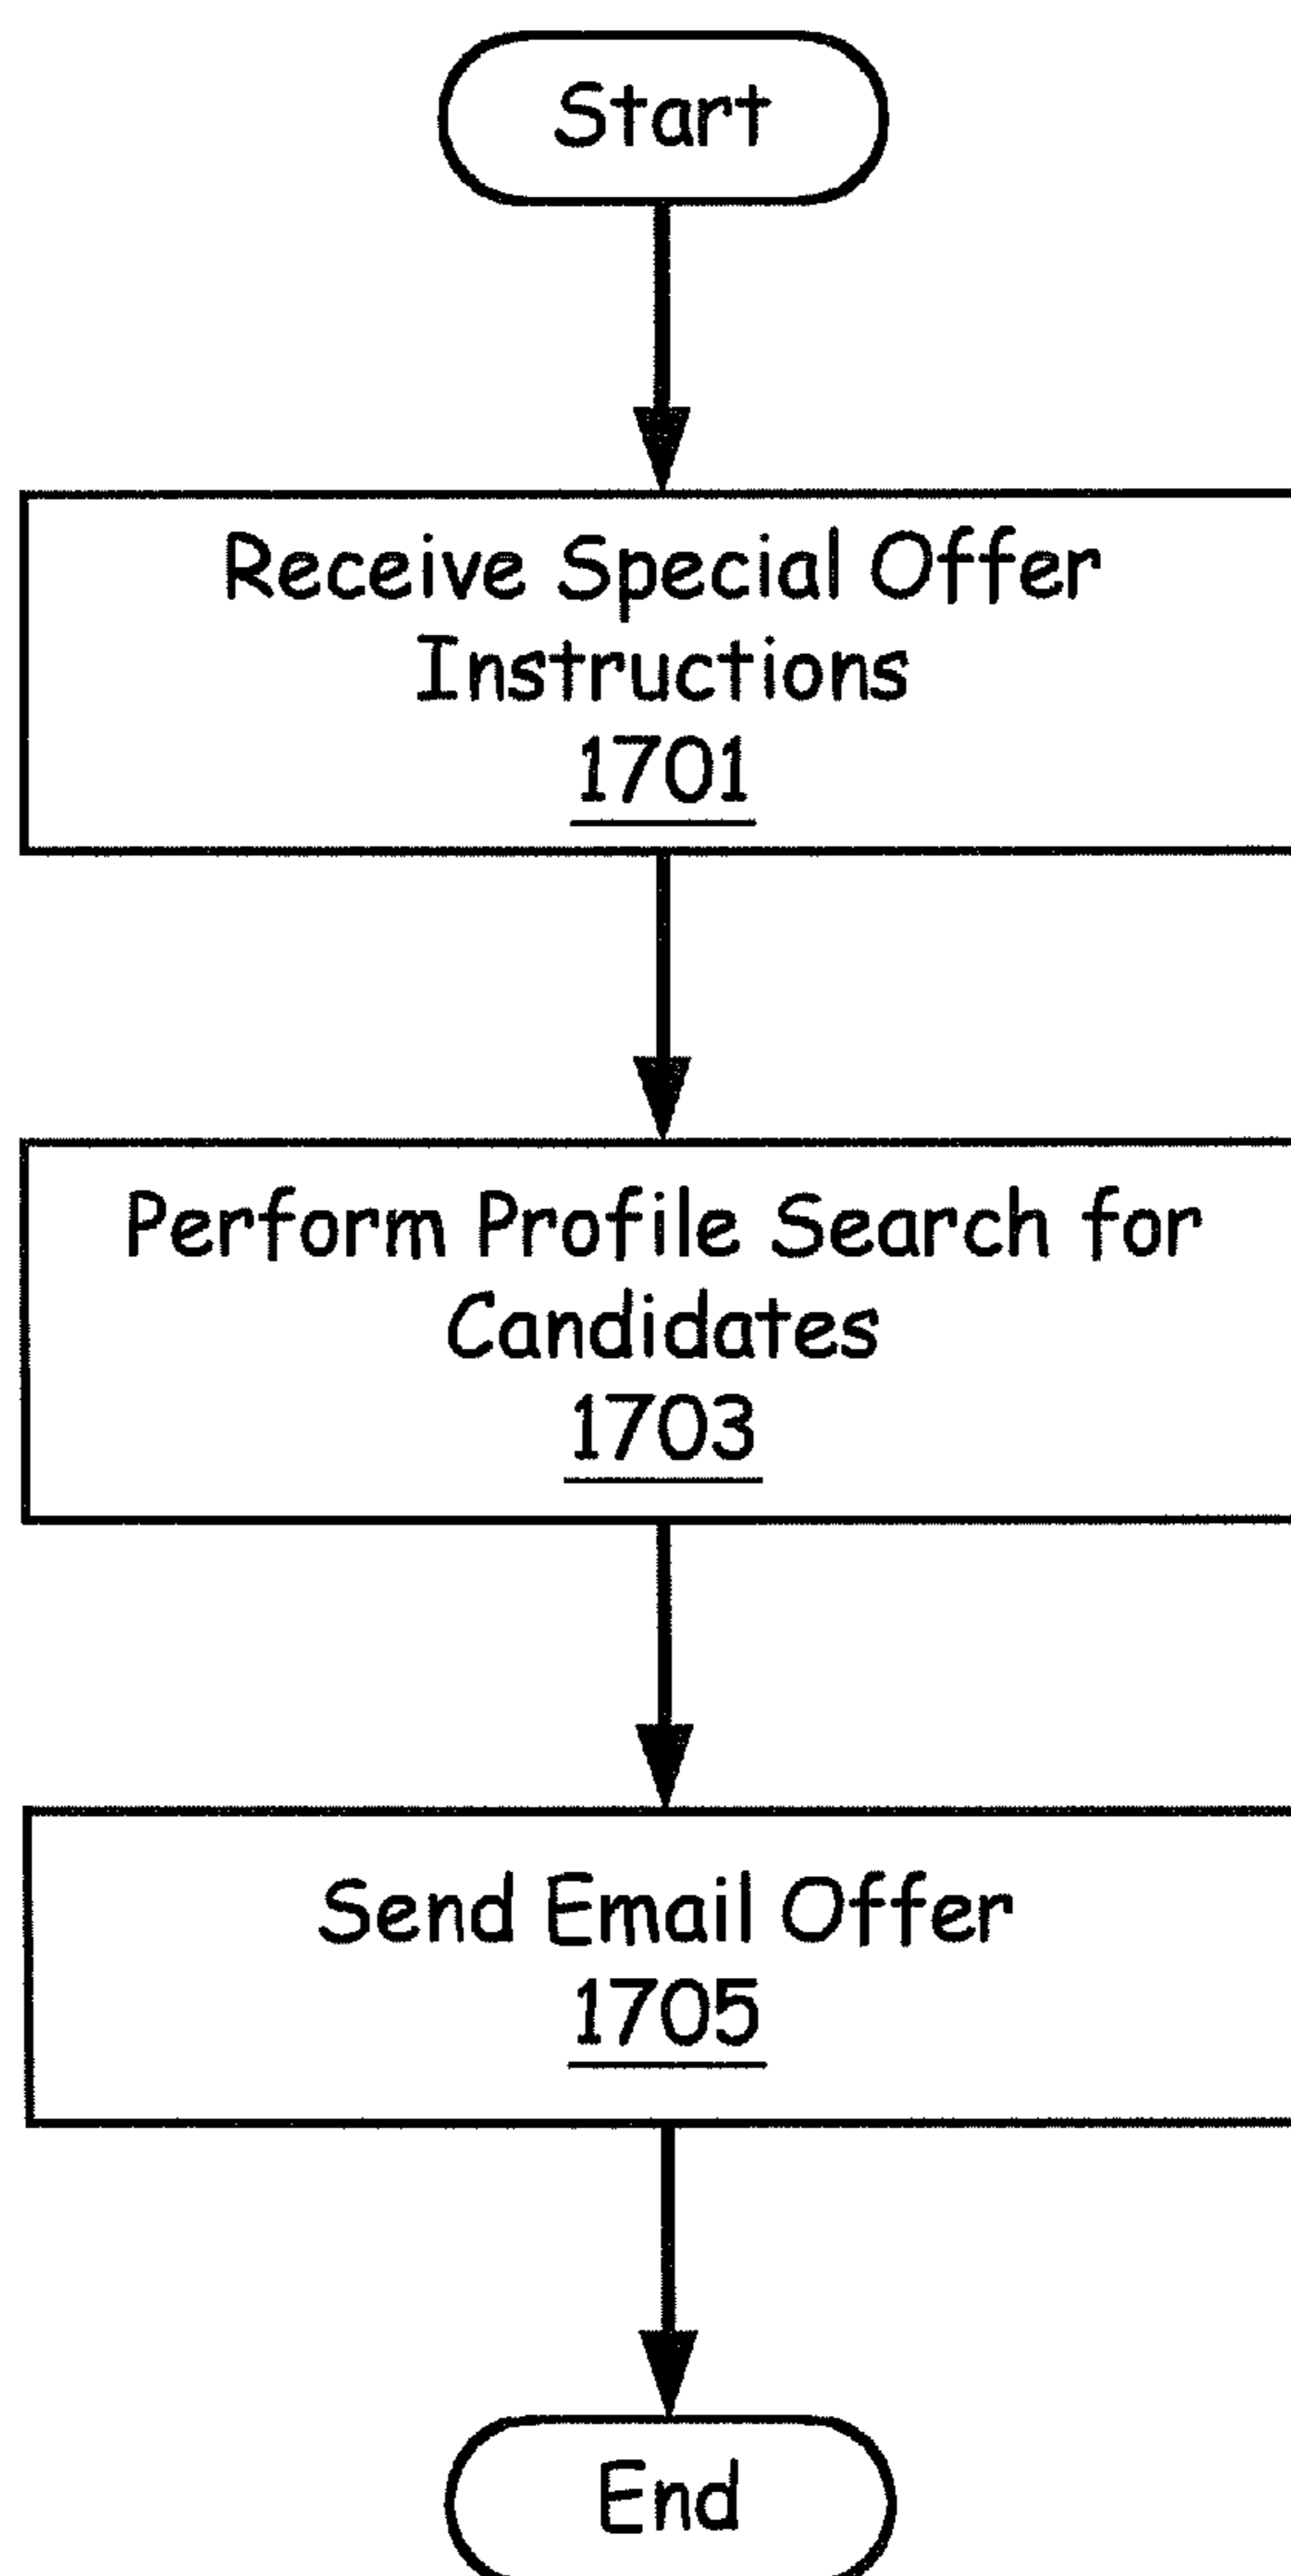 Start
Receive Special Offer
Instructions
1701
Perform Profile Search for
Candidates
1703
Send Email Offer
1705
End